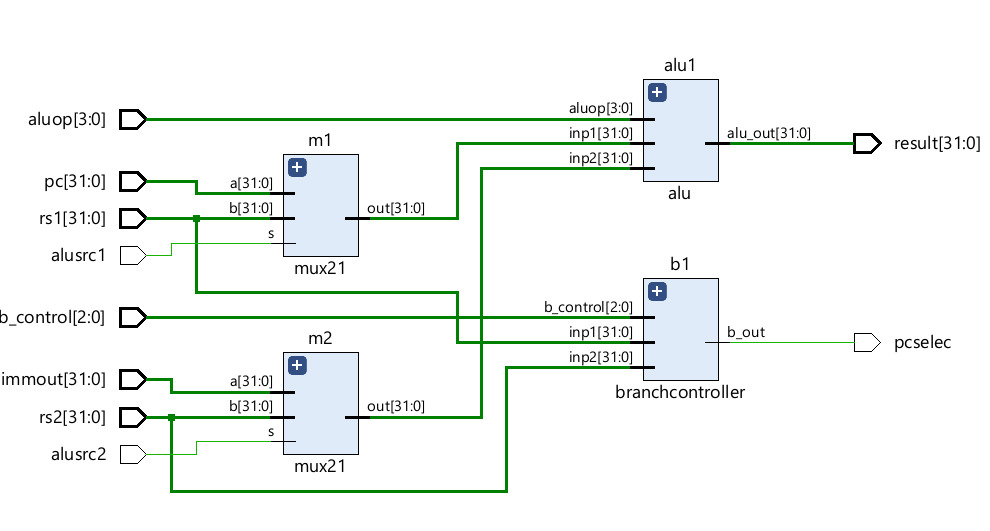 alu1
aluop[3:0]
aluop[3:0]
inp1[31:0]
inp2[31:0]
alu_out[31:0]
result[31:0]
alu
m1
pc[31:0]
a[31:0]
rs1[31:0]
b[31:0]
out[31:0]
alusrc1
s
mux21
b1
b_control[2:0]
b_control[2:0]
inp1[31:0]
inp2[31:0]
b_out
pcselec
branchcontroller
m2
immout[31:0]
a[31:0]
rs2[31:0]
b[31:0]
out[31:0]
alusrc2
s
mux21